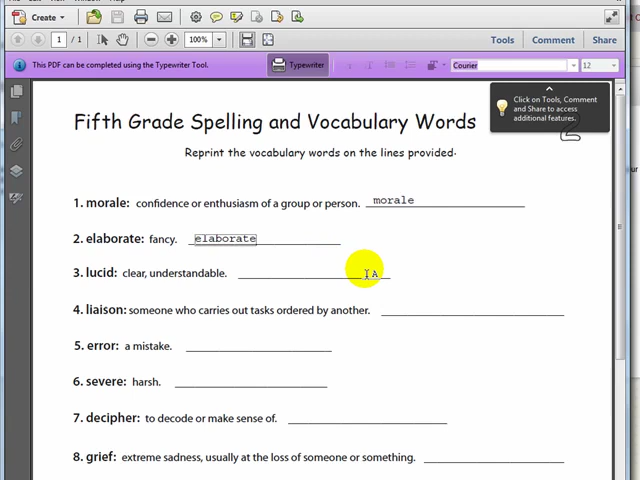 Create
1 / 1
100%
Tools
Comment
Share
This PDF can be completed using the Typewriter Tool.
Typewriter
Courier
12
Click on Tools, Comment
and Share to access
additional features.
2
Fifth Grade Spelling and Vocabulary Words
Reprint the vocabulary words on the lines provided.
1. morale: confidence or enthusiasm of a group or person. morale
2. elaborate: fancy. elaborate
3. lucid: clear, understandable.
4. liaison: someone who carries out tasks ordered by another.
5. error: a mistake.
6. severe: harsh.
7. decipher: to decode or make sense of.
8. grief: extreme sadness, usually at the loss of someone or something.